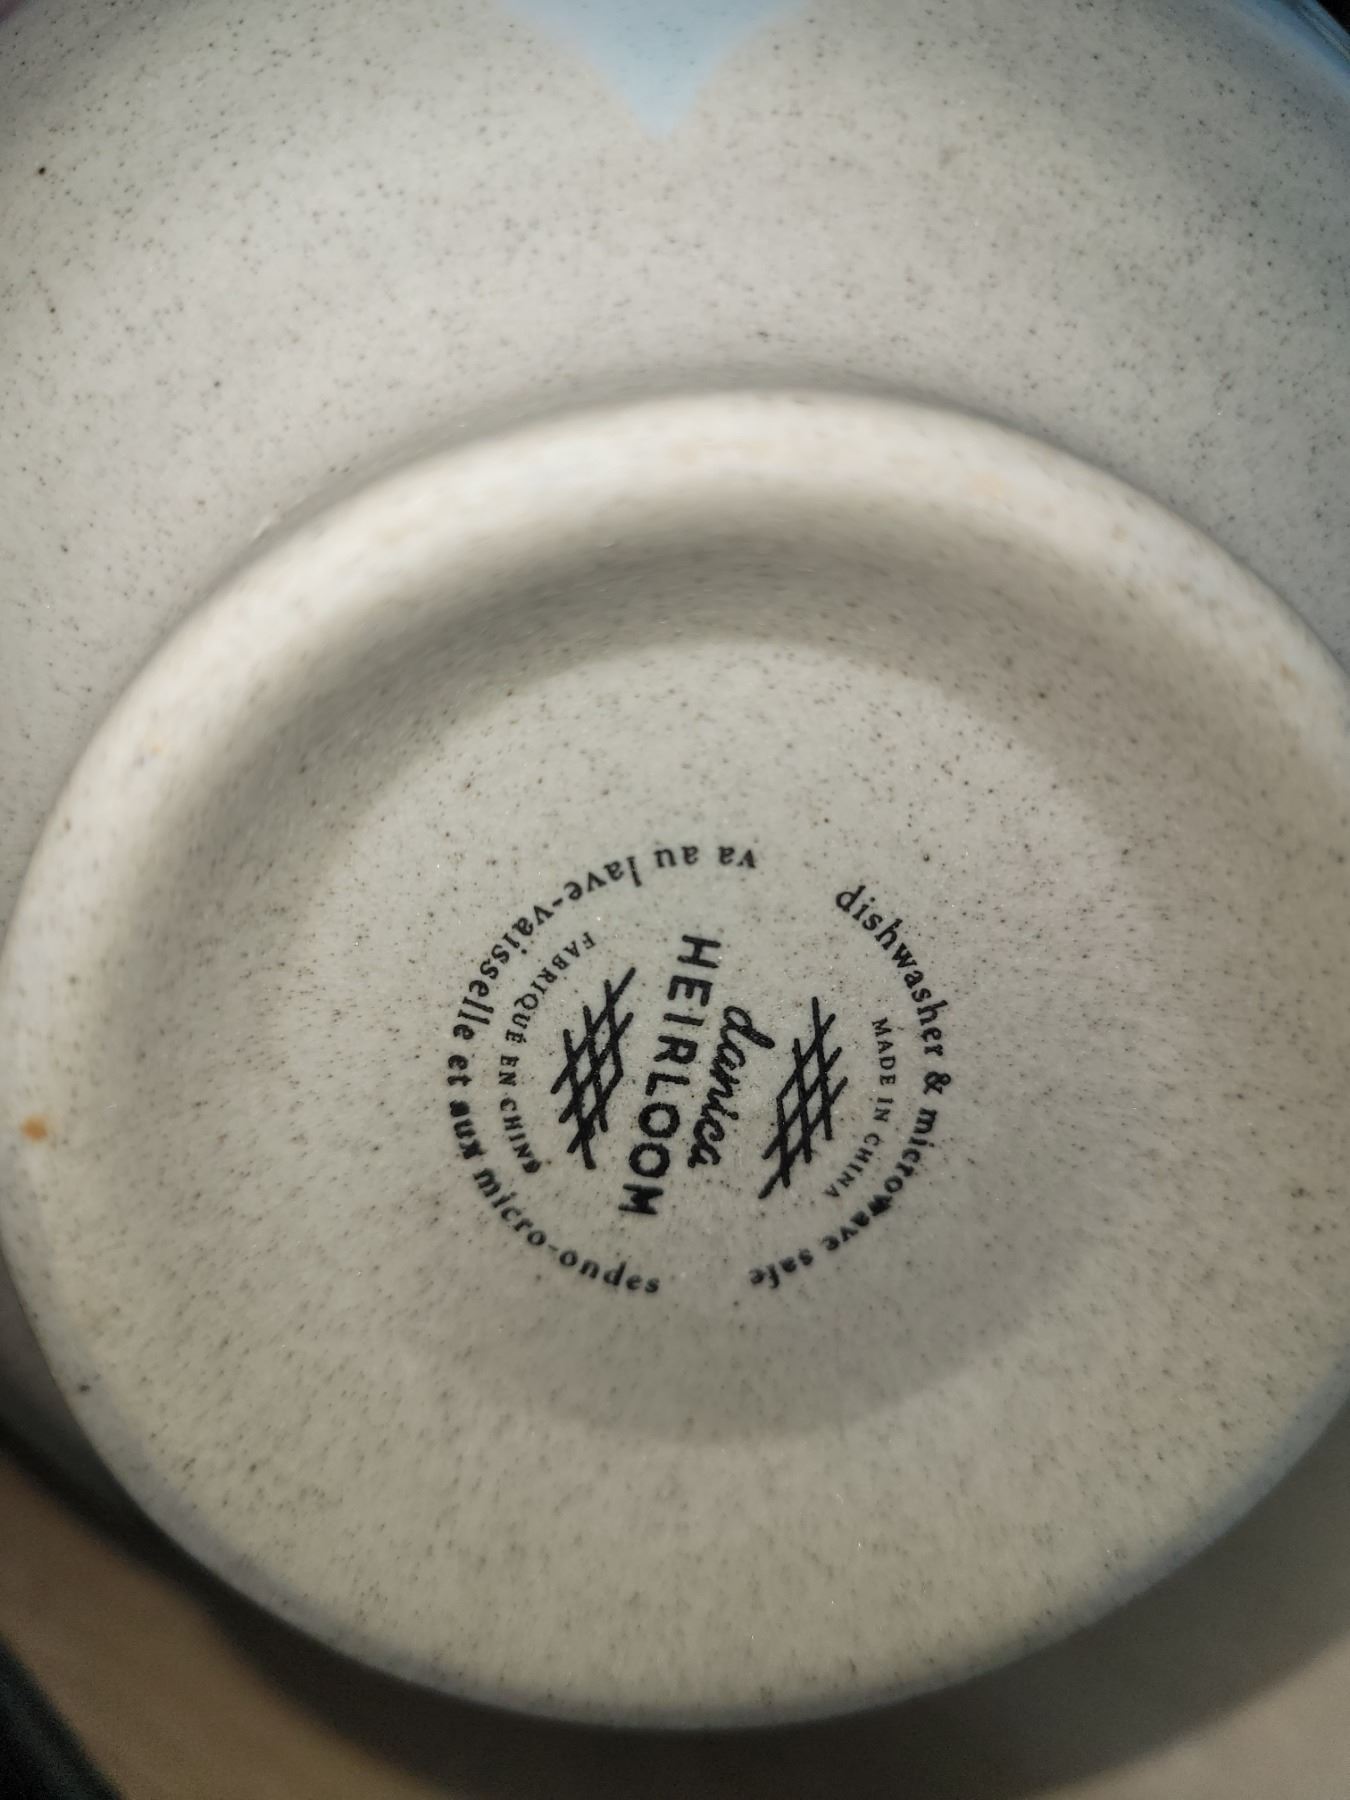 dishwasher & microwave safe
MADE IN CHINA
danica
HEIRLOOM
FABRIQUÉ EN CHINE
va au lave-vaisselle et aux micro-ondes